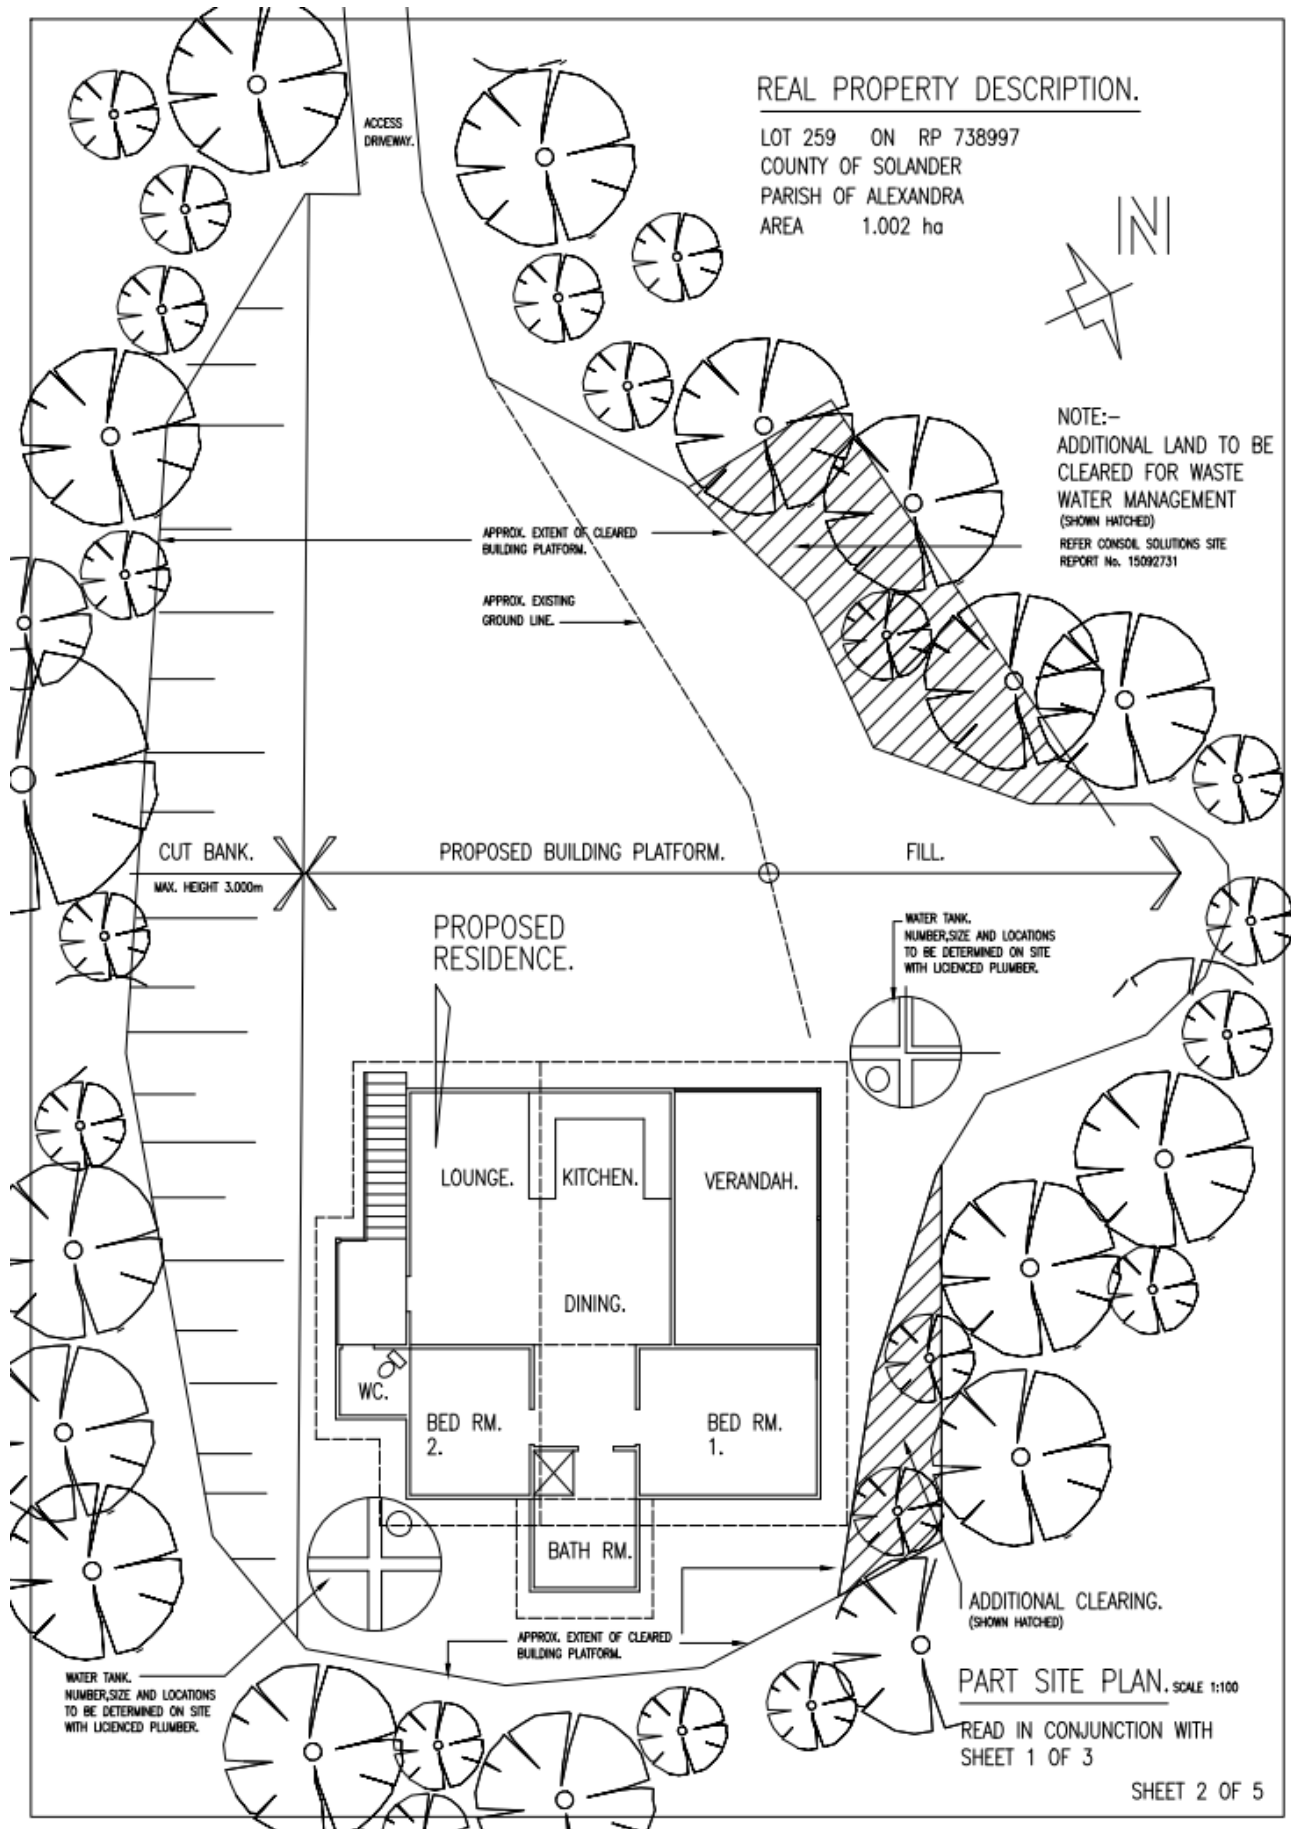 ACCESS
DRIVEWAY.
REAL PROPERTY DESCRIPTION.
LOT 259 ON RP 738997
COUNTY OF SOLANDER
PARISH OF ALEXANDRA
AREA 1.002 ha
N
NOTE:-
ADDITIONAL LAND TO BE
CLEARED FOR WASTE
WATER MANAGEMENT
(SHOWN HATCHED)
REFER CONSOIL SOLUTIONS SITE
REPORT No. 15092731
APPROX. EXTENT OF CLEARED
BUILDING PLATFORM.
APPROX. EXISTING
GROUND LINE.
CUT BANK.
MAX. HEIGHT 3.000m
PROPOSED BUILDING PLATFORM.
FILL.
PROPOSED
RESIDENCE.
WATER TANK.
NUMBER,SIZE AND LOCATIONS
TO BE DETERMINED ON SITE
WITH LICIENCED PLUMBER.
LOUNGE.
KITCHEN.
VERANDAH.
DINING.
WC.
BED RM.
2.
BED RM.
1.
BATH RM.
ADDITIONAL CLEARING.
(SHOWN HATCHED)
APPROX. EXTENT OF CLEARED
BUILDING PLATFORM.
WATER TANK.
NUMBER,SIZE AND LOCATIONS
TO BE DETERMINED ON SITE
WITH LICIENCED PLUMBER.
PART SITE PLAN. SCALE 1:100
READ IN CONJUNCTION WITH
SHEET 1 OF 3
SHEET 2 OF 5